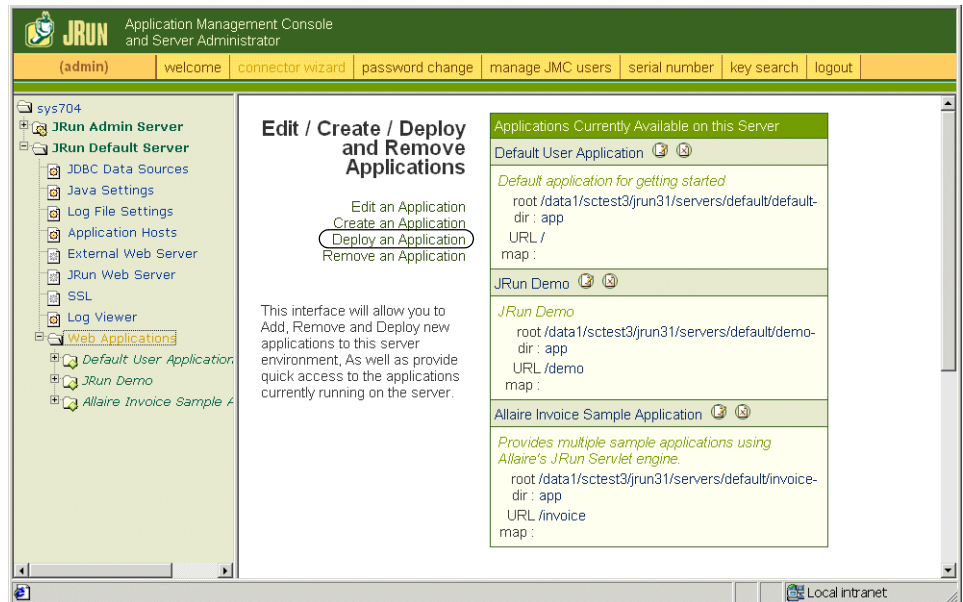 JRUN
Application Management Console
and Server Administrator
(admin) welcome connector wizard password change manage JMC users serial number key search logout
sys704
JRun Admin Server
JRun Default Server
JDBC Data Sources
Java Settings
Log File Settings
Application Hosts
External Web Server
JRun Web Server
SSL
Log Viewer
Web Applications
Default User Application
JRun Demo
Allaire Invoice Sample A
Edit / Create / Deploy
and Remove
Applications
Edit an Application
Create an Application
Deploy an Application
Remove an Application
This interface will allow you to
Add, Remove and Deploy new
applications to this server
environment, As well as provide
quick access to the applications
currently running on the server.
Applications Currently Available on this Server
Default User Application
Default application for getting started
root /data1/sctest3/jrun31/servers/default/default-
dir : app
URL /
map :
JRun Demo
JRun Demo
root /data1/sctest3/jrun31/servers/default/demo-
dir : app
URL /demo
map :
Allaire Invoice Sample Application
Provides multiple sample applications using
Allaire's JRun Servlet engine.
root /data1/sctest3/jrun31/servers/default/invoice-
dir : app
URL /invoice
map :
Local intranet